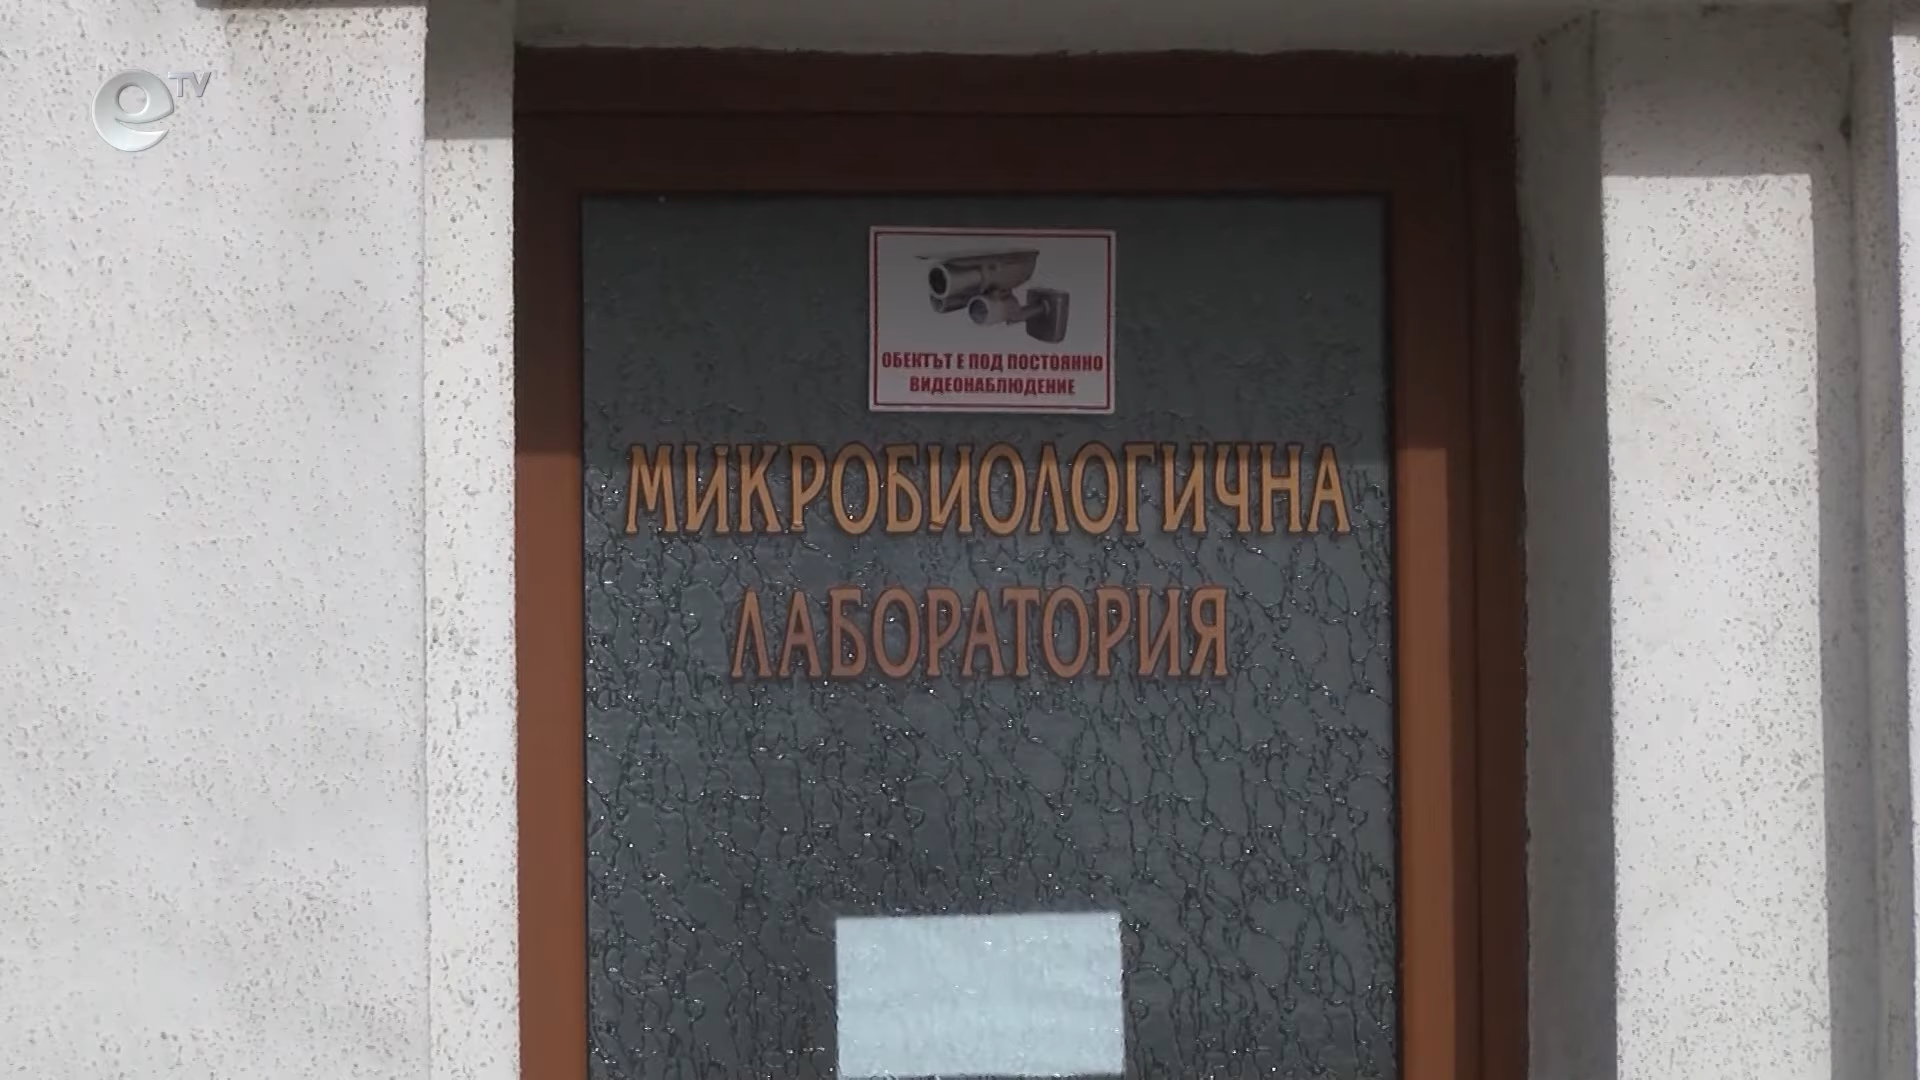 eTV
ОБЕКТЪТ Е ПОД ПОСТОЯННО
ВИДЕОНАБЛЮДЕНИЕ
МИКРОБИОЛОГИЧНА
ЛАБОРАТОРИЯ